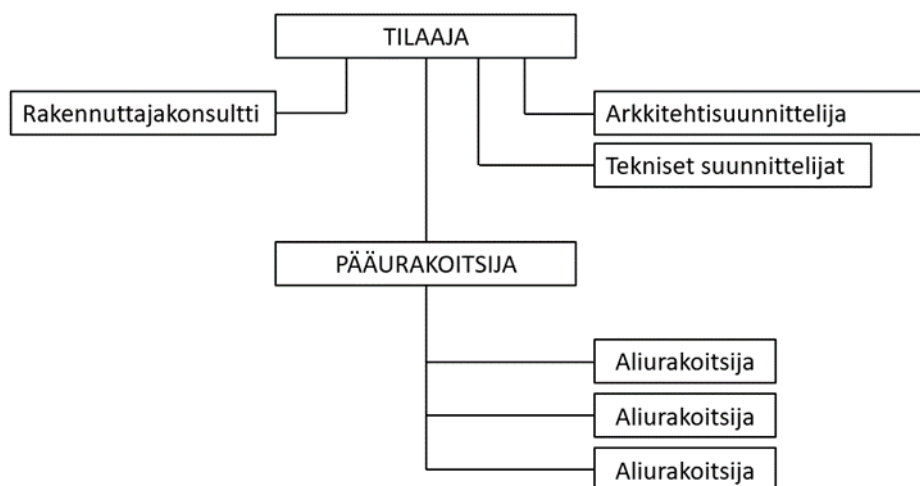 TILAAJA
Rakennuttajakonsultti
Arkkitehtisuunnittelija
Tekniset suunnittelijat
PÄÄURAKOITSIJA
Aliurakoitsija
Aliurakoitsija
Aliurakoitsija